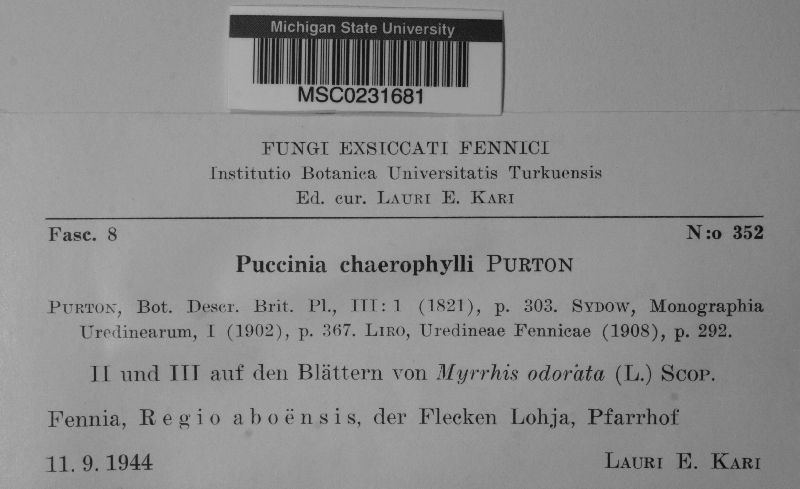 Michigan State University
MSC0231681
FUNGI EXSICCATI FENNICI
Institutio Botanica Universitatis Turkuensis
Ed. cur. LAURI E. KARI
Fasc. 8 N:o 352
Puccinia chaerophylli PURTON
PURTON, Bot. Descr. Brit. Pl., III: 1 (1821), p. 303. SYDOW, Monographia
Uredinearum, I (1902), p. 367. LIRO, Uredineae Fennicae (1908), p. 292.
II und III auf den Blättern von Myrrhis odorata (L.) SCOP.
Fennia, Regio aboënsis, der Flecken Lohja, Pfarrhof
11. 9. 1944 LAURI E. KARI